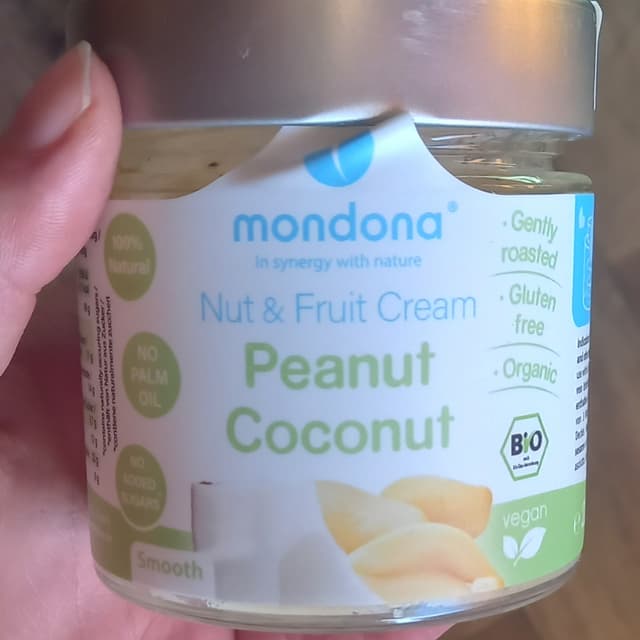 mondona®
in synergy with nature
Nut & Fruit Cream
Peanut
Coconut
100%
Natural
NO
PALM
OIL
NO
ADDED
SUGARS
Smooth
· Gently
roasted
· Gluten
free
· Organic
BiO
vegan